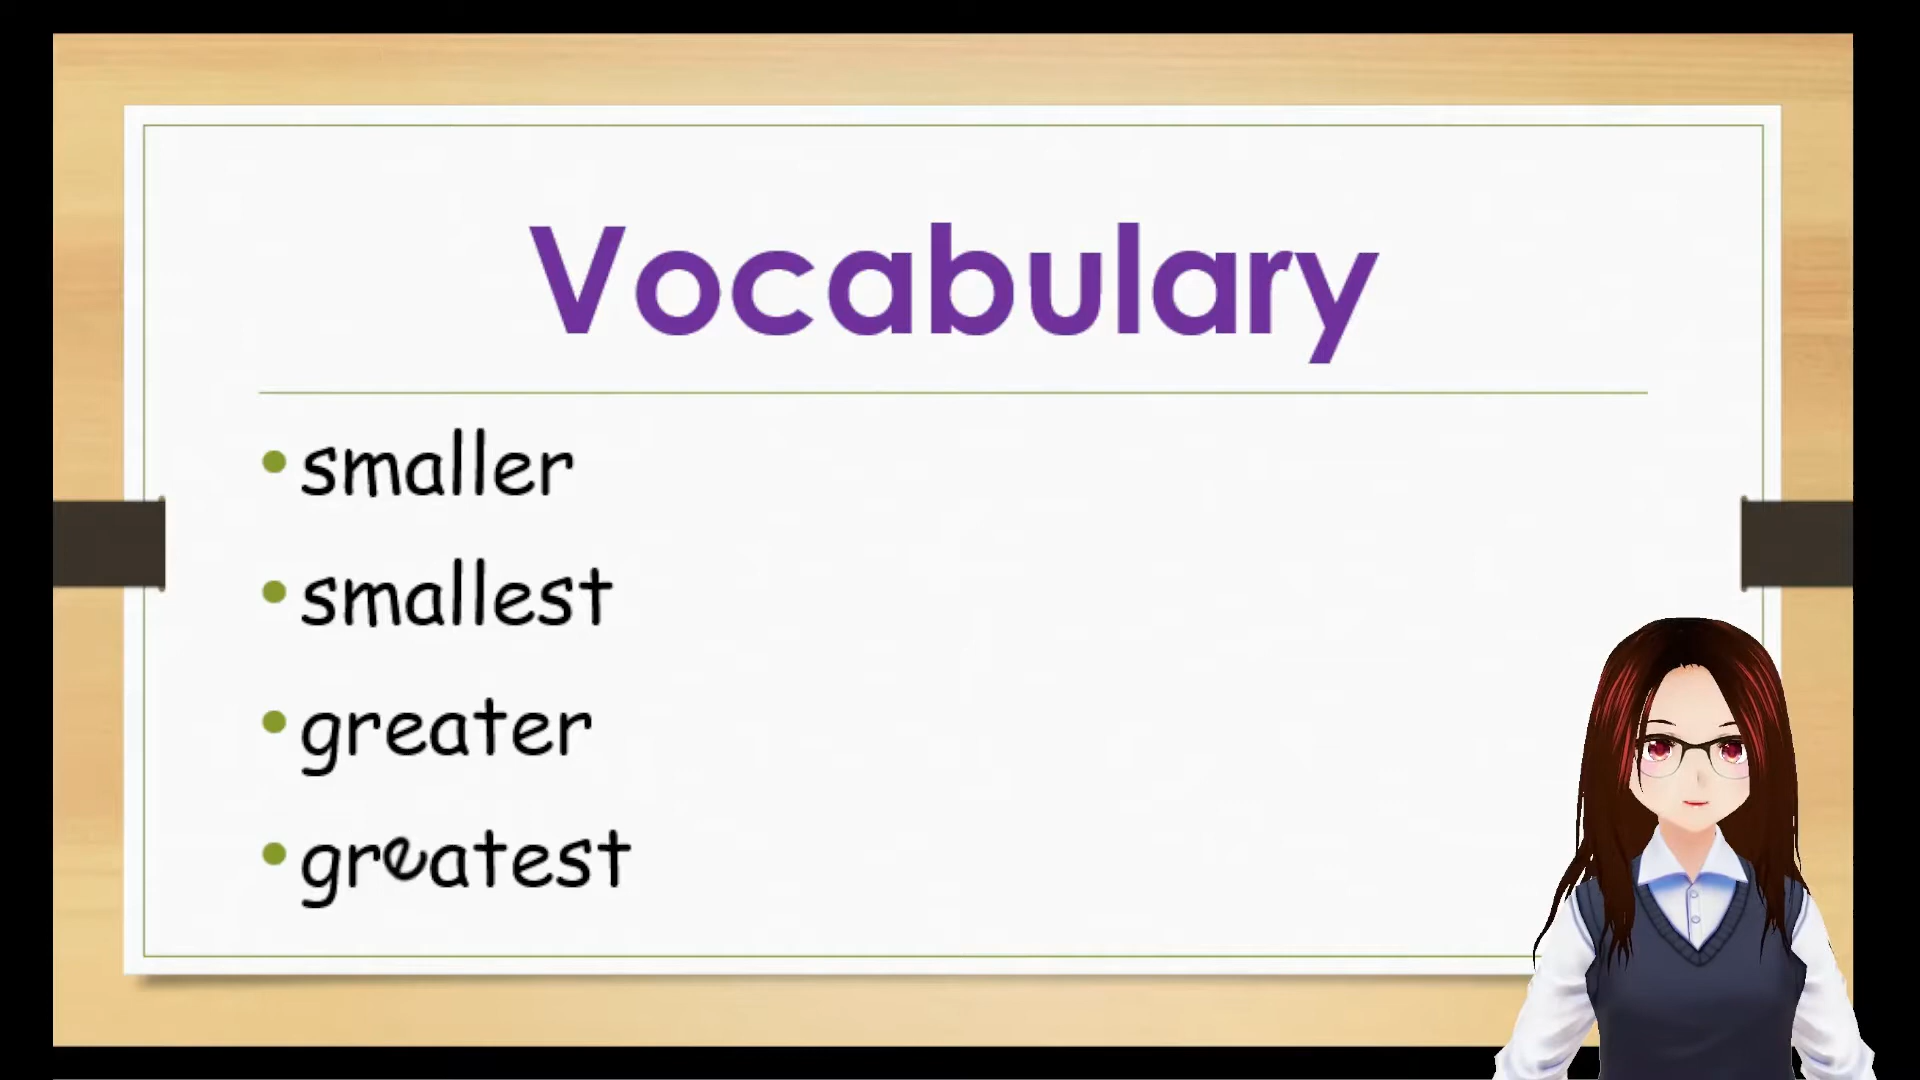 Vocabulary
• smaller
• smallest
• greater
• greatest